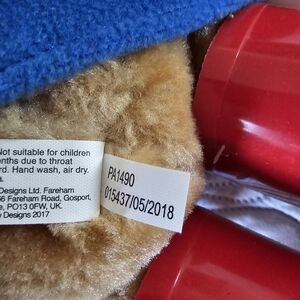 Not suitable for children
nths due to throat
rd. Hand wash, air dry.
Designs Ltd. Fareham
6 Fareham Road, Gosport,
, PO13 0FW, UK.
Designs 2017
PA1490
015437/05/2018